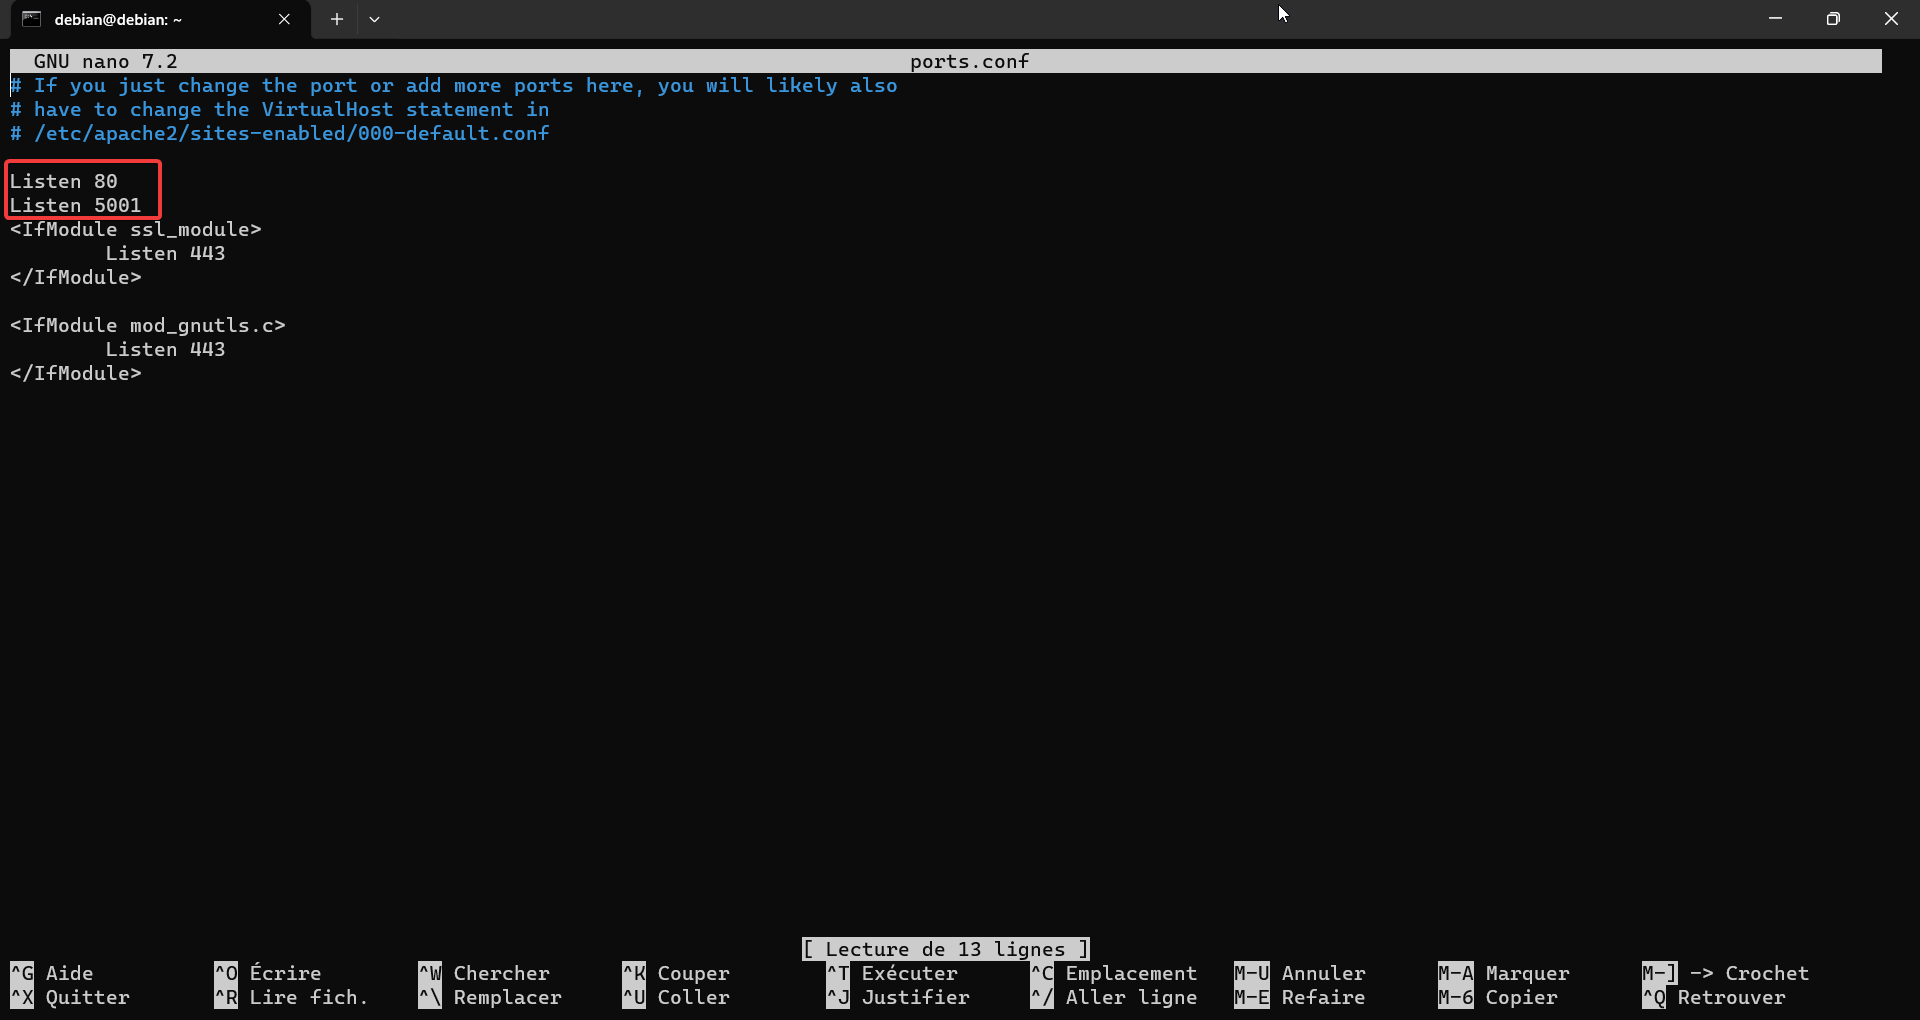 debian@debian: ~
GNU nano 7.2 ports.conf
# If you just change the port or add more ports here, you will likely also
# have to change the VirtualHost statement in
# /etc/apache2/sites-enabled/000-default.conf
Listen 80
Listen 5001
<IfModule ssl_module>
Listen 443
</IfModule>
<IfModule mod_gnutls.c>
Listen 443
</IfModule>
[ Lecture de 13 lignes ]
^G Aide ^O Écrire ^W Chercher ^K Couper ^T Exécuter ^C Emplacement M-U Annuler M-A Marquer M-] -> Crochet
^X Quitter ^R Lire fich. ^\ Remplacer ^U Coller ^J Justifier ^/ Aller ligne M-E Refaire M-6 Copier ^Q Retrouver